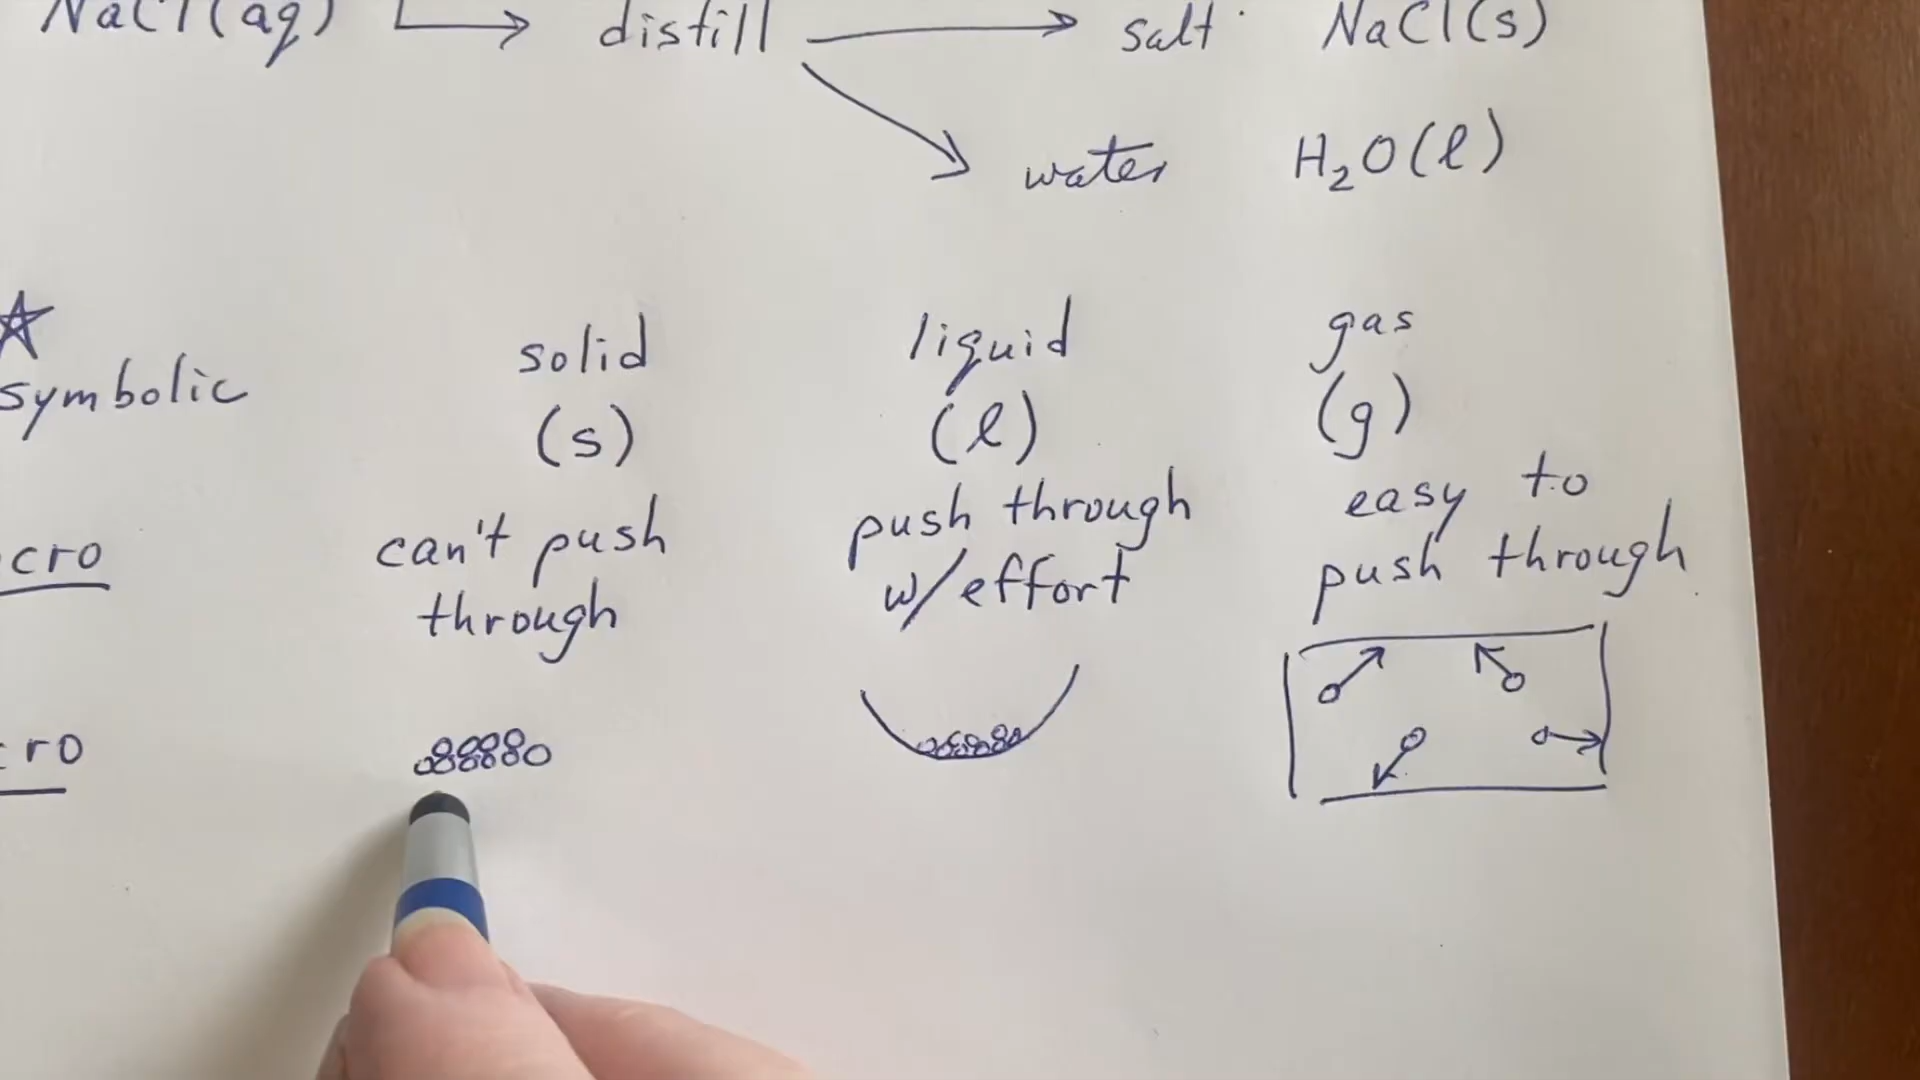 NaCl(aq) distill salt NaCl(s)
water H₂O(l)
solid liquid gas
symbolic (s) (l) (g)
cro can't push through push through w/effort easy to push through
cro